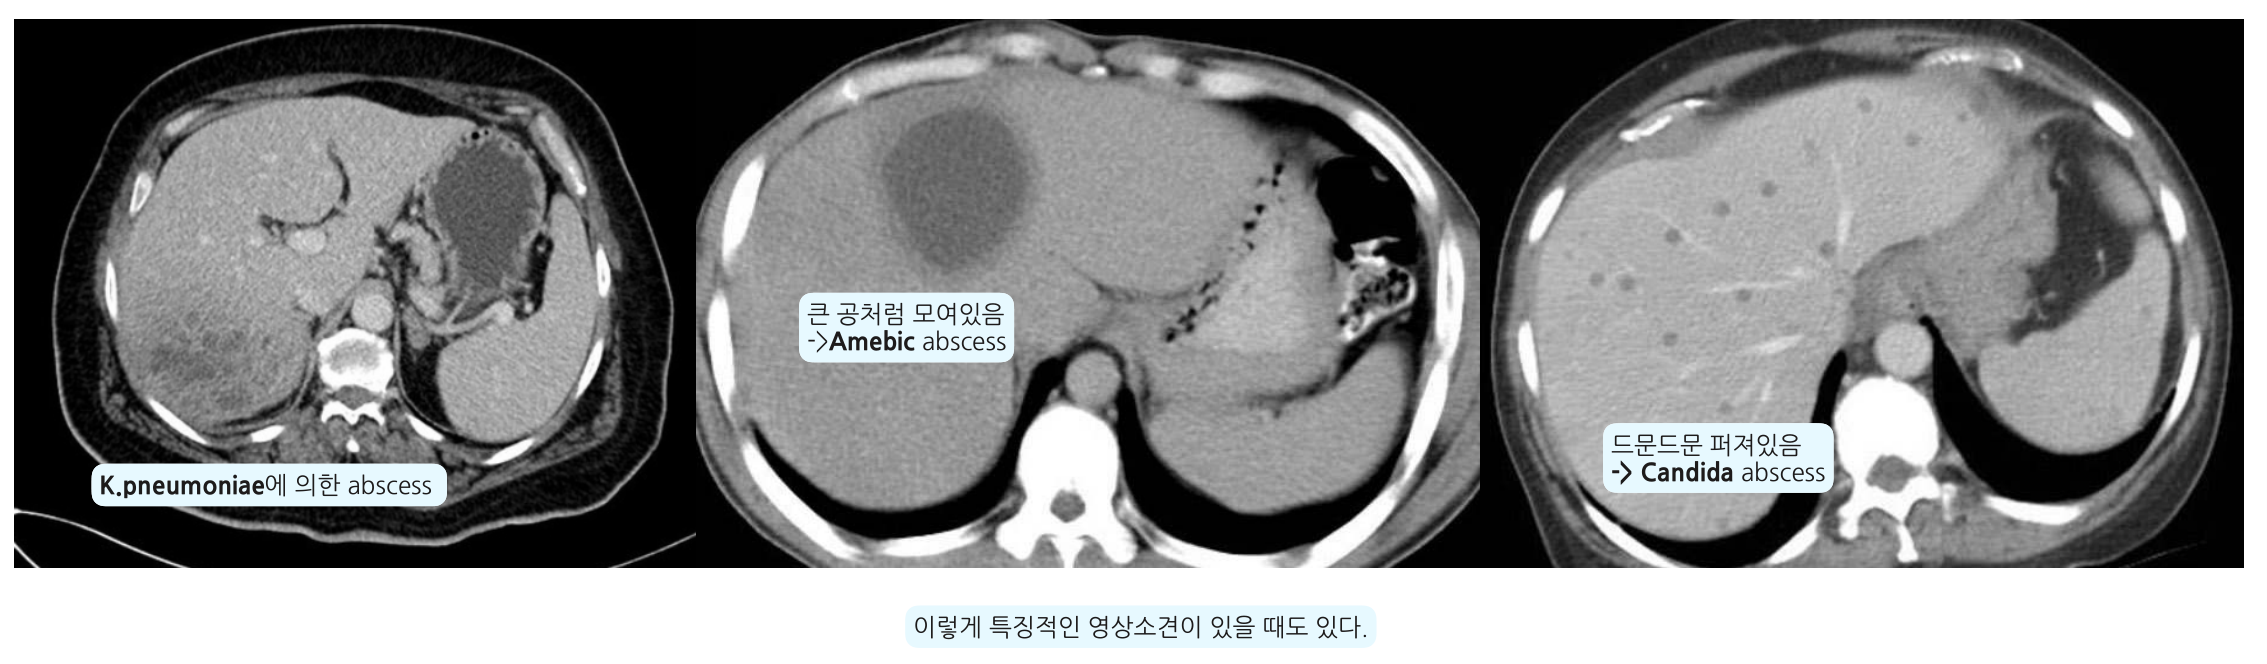 K.pneumoniae에 의한 abscess
큰 공처럼 모여있음
->Amebic abscess
드문드문 퍼져있음
-> Candida abscess
이렇게 특징적인 영상소견이 있을 때도 있다.